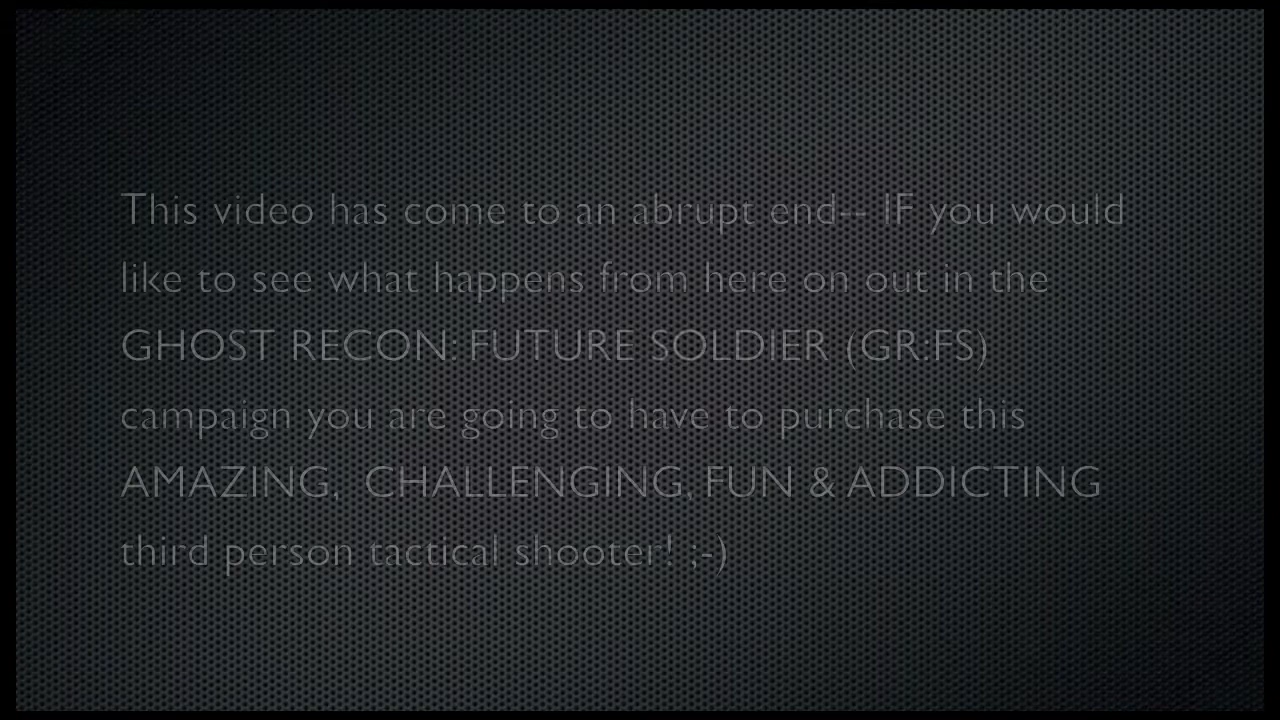 This video has come to an abrupt end-- IF you would
like to see what happens from here on out in the
GHOST RECON: FUTURE SOLDIER (GR:FS)
campaign you are going to have to purchase this
AMAZING,  CHALLENGING, FUN & ADDICTING
third person tactical shooter! ;-)